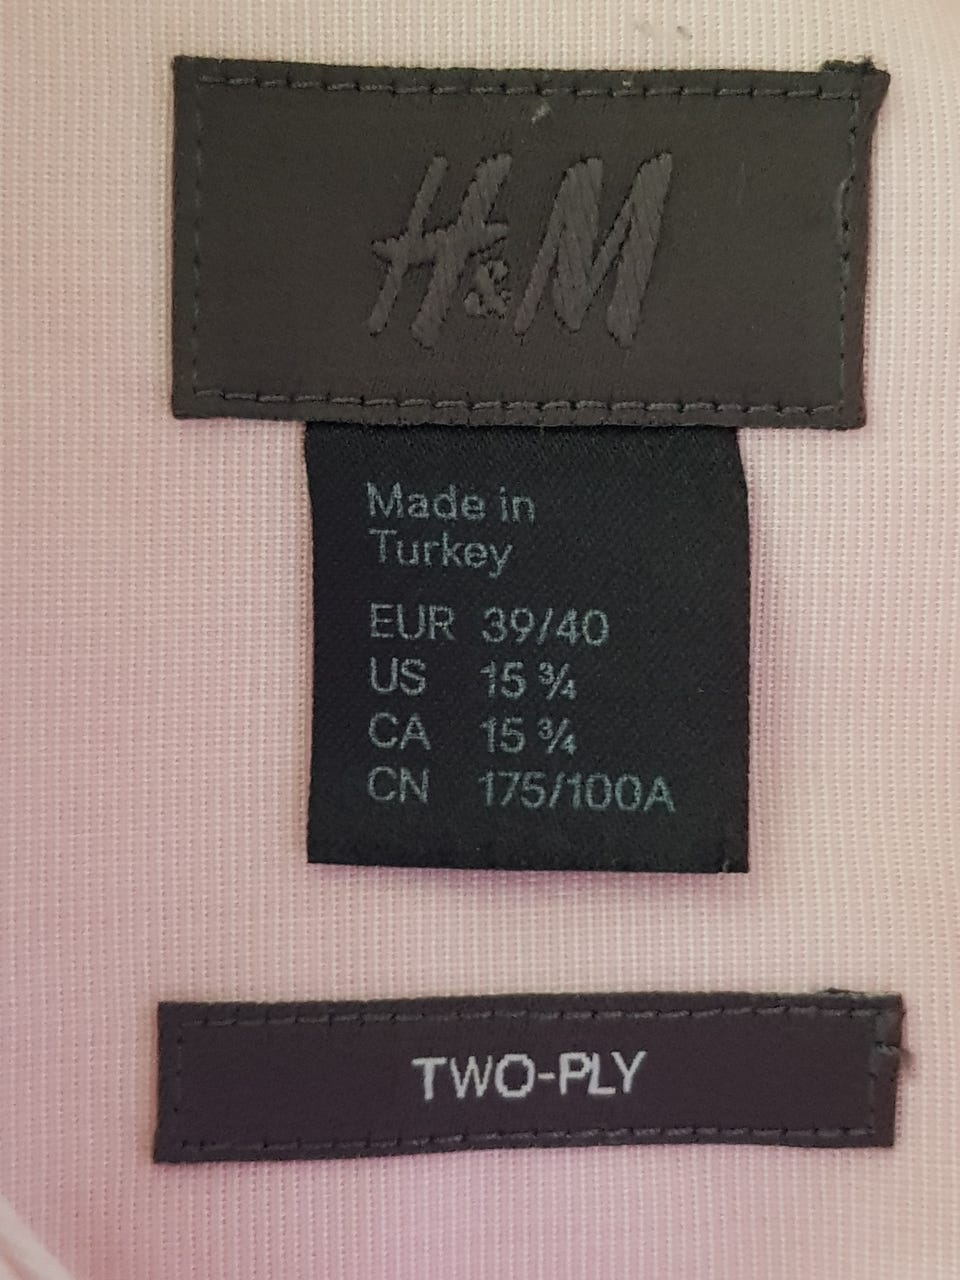 H&M
Made in
Turkey
EUR 39/40
US 15 ¾
CA 15 ¾
CN 175/100A
TWO-PLY